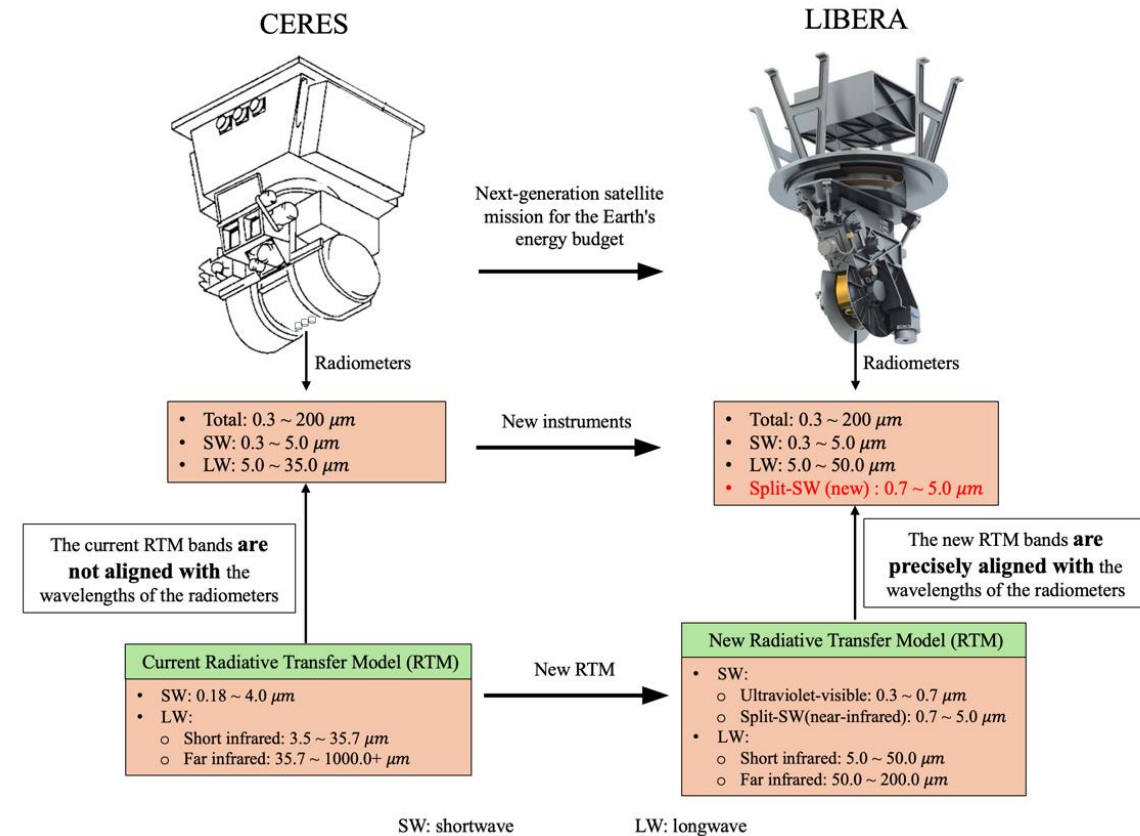 CERES
LIBERA
Next-generation satellite
mission for the Earth's
energy budget
Radiometers
Radiometers
• Total: 0.3 ~ 200 μm
• SW: 0.3 ~ 5.0 μm
• LW: 5.0 ~ 35.0 μm
New instruments
• Total: 0.3 ~ 200 μm
• SW: 0.3 ~ 5.0 μm
• LW: 5.0 ~ 50.0 μm
• Split-SW (new) : 0.7 ~ 5.0 μm
The current RTM bands are
not aligned with the
wavelengths of the radiometers
The new RTM bands are
precisely aligned with the
wavelengths of the radiometers
Current Radiative Transfer Model (RTM)
• SW: 0.18 ~ 4.0 μm
• LW:
o Short infrared: 3.5 ~ 35.7 μm
o Far infrared: 35.7 ~ 1000.0+ μm
New RTM
New Radiative Transfer Model (RTM)
• SW:
o Ultraviolet-visible: 0.3 ~ 0.7 μm
o Split-SW(near-infrared): 0.7 ~ 5.0 μm
• LW:
o Short infrared: 5.0 ~ 50.0 μm
o Far infrared: 50.0 ~ 200.0 μm
SW: shortwave
LW: longwave